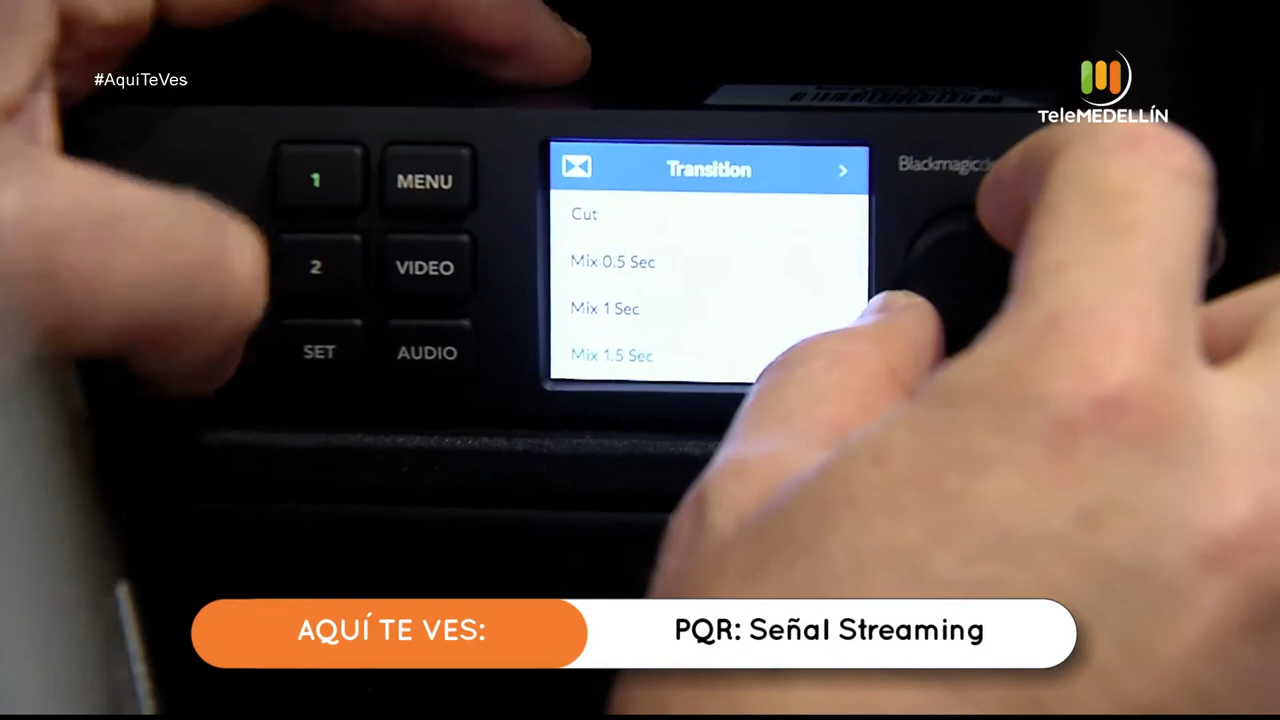 #AquíTeVes
TeleMEDELLÍN
Blackmagic
1
MENU
2
VIDEO
SET
AUDIO
Transition
Cut
Mix 0.5 Sec
Mix 1 Sec
Mix 1.5 Sec
AQUÍ TE VES:
PQR: Señal Streaming